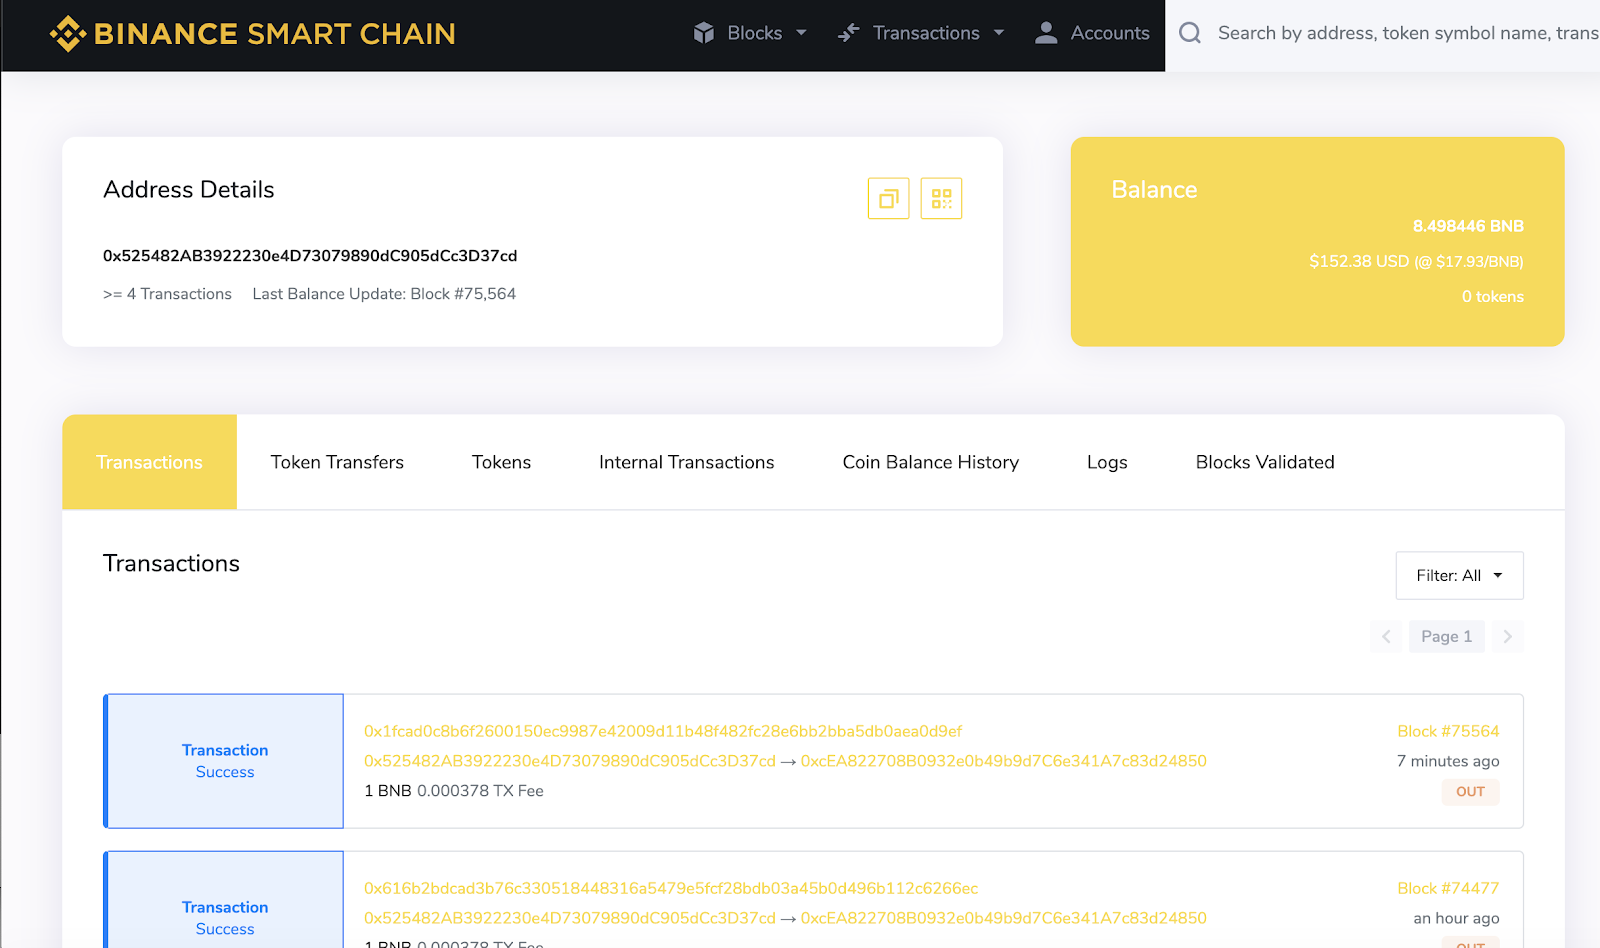 BINANCE SMART CHAIN
Blocks
Transactions
Accounts
Search by address, token symbol name, trans
Address Details
0x525482AB3922230e4D73079890dC905dCc3D37cd
>= 4 Transactions Last Balance Update: Block #75,564
Balance
8.498446 BNB
$152.38 USD (@ $17.93/BNB)
0 tokens
Transactions
Token Transfers
Tokens
Internal Transactions
Coin Balance History
Logs
Blocks Validated
Transactions
Filter: All
Page 1
Transaction
Success
0x1fcad0c8b6f2600150ec9987e42009d11b48f482fc28e6bb2bba5db0aea0d9ef
0x525482AB3922230e4D73079890dC905dCc3D37cd → 0xcEA822708B0932e0b49b9d7C6e341A7c83d24850
1 BNB 0.000378 TX Fee
Block #75564
7 minutes ago
OUT
Transaction
Success
0x616b2bdcad3b76c330518448316a5479e5fcf28bdb03a45b0d496b112c6266ec
0x525482AB3922230e4D73079890dC905dCc3D37cd → 0xcEA822708B0932e0b49b9d7C6e341A7c83d24850
1 BNB 0.000378 TX Fee
Block #74477
an hour ago
OUT